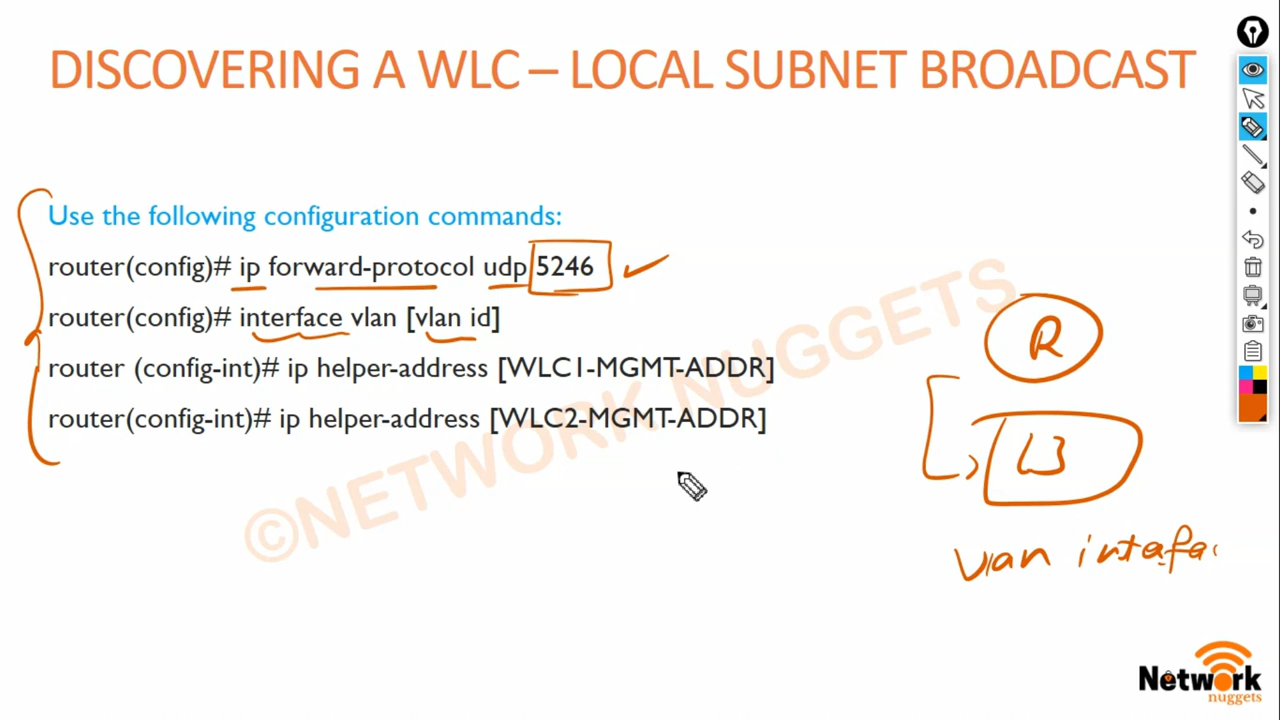 DISCOVERING A WLC – LOCAL SUBNET BROADCAST
Use the following configuration commands:
router(config)# ip forward-protocol udp 5246
router(config)# interface vlan [vlan id]
router (config-int)# ip helper-address [WLC1-MGMT-ADDR]
router(config-int)# ip helper-address [WLC2-MGMT-ADDR]
©NETWORK NUGGETS
R
L3
vlan intefac
Network
nuggets